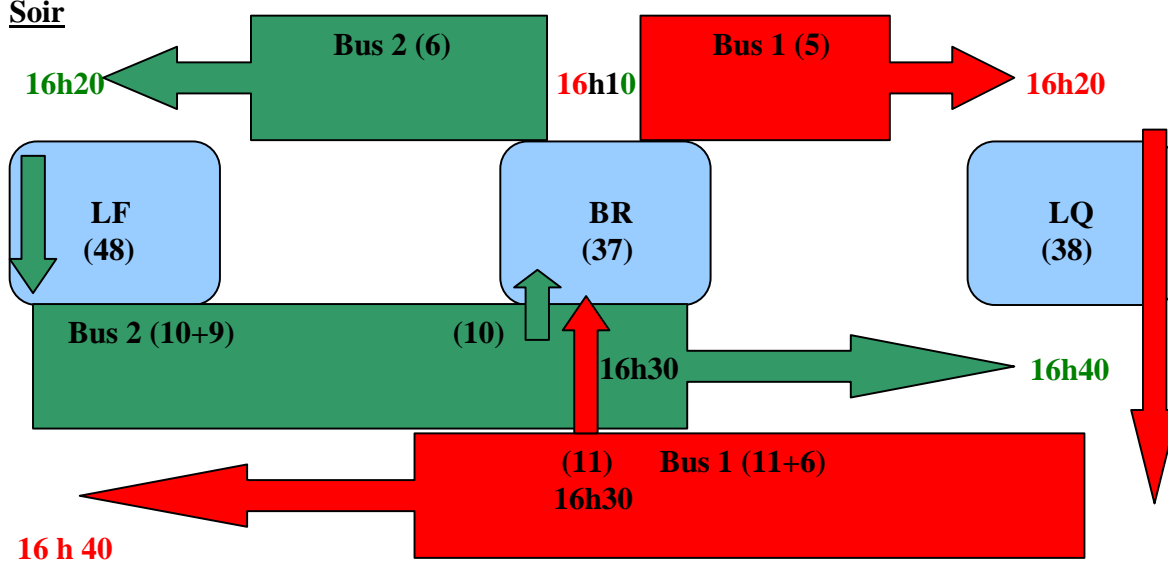 Soir
Bus 2 (6)
Bus 1 (5)
16h20
16h10
16h20
LF
(48)
BR
(37)
LQ
(38)
Bus 2 (10+9)
(10)
16h30
16h40
(11)
Bus 1 (11+6)
16h30
16 h 40